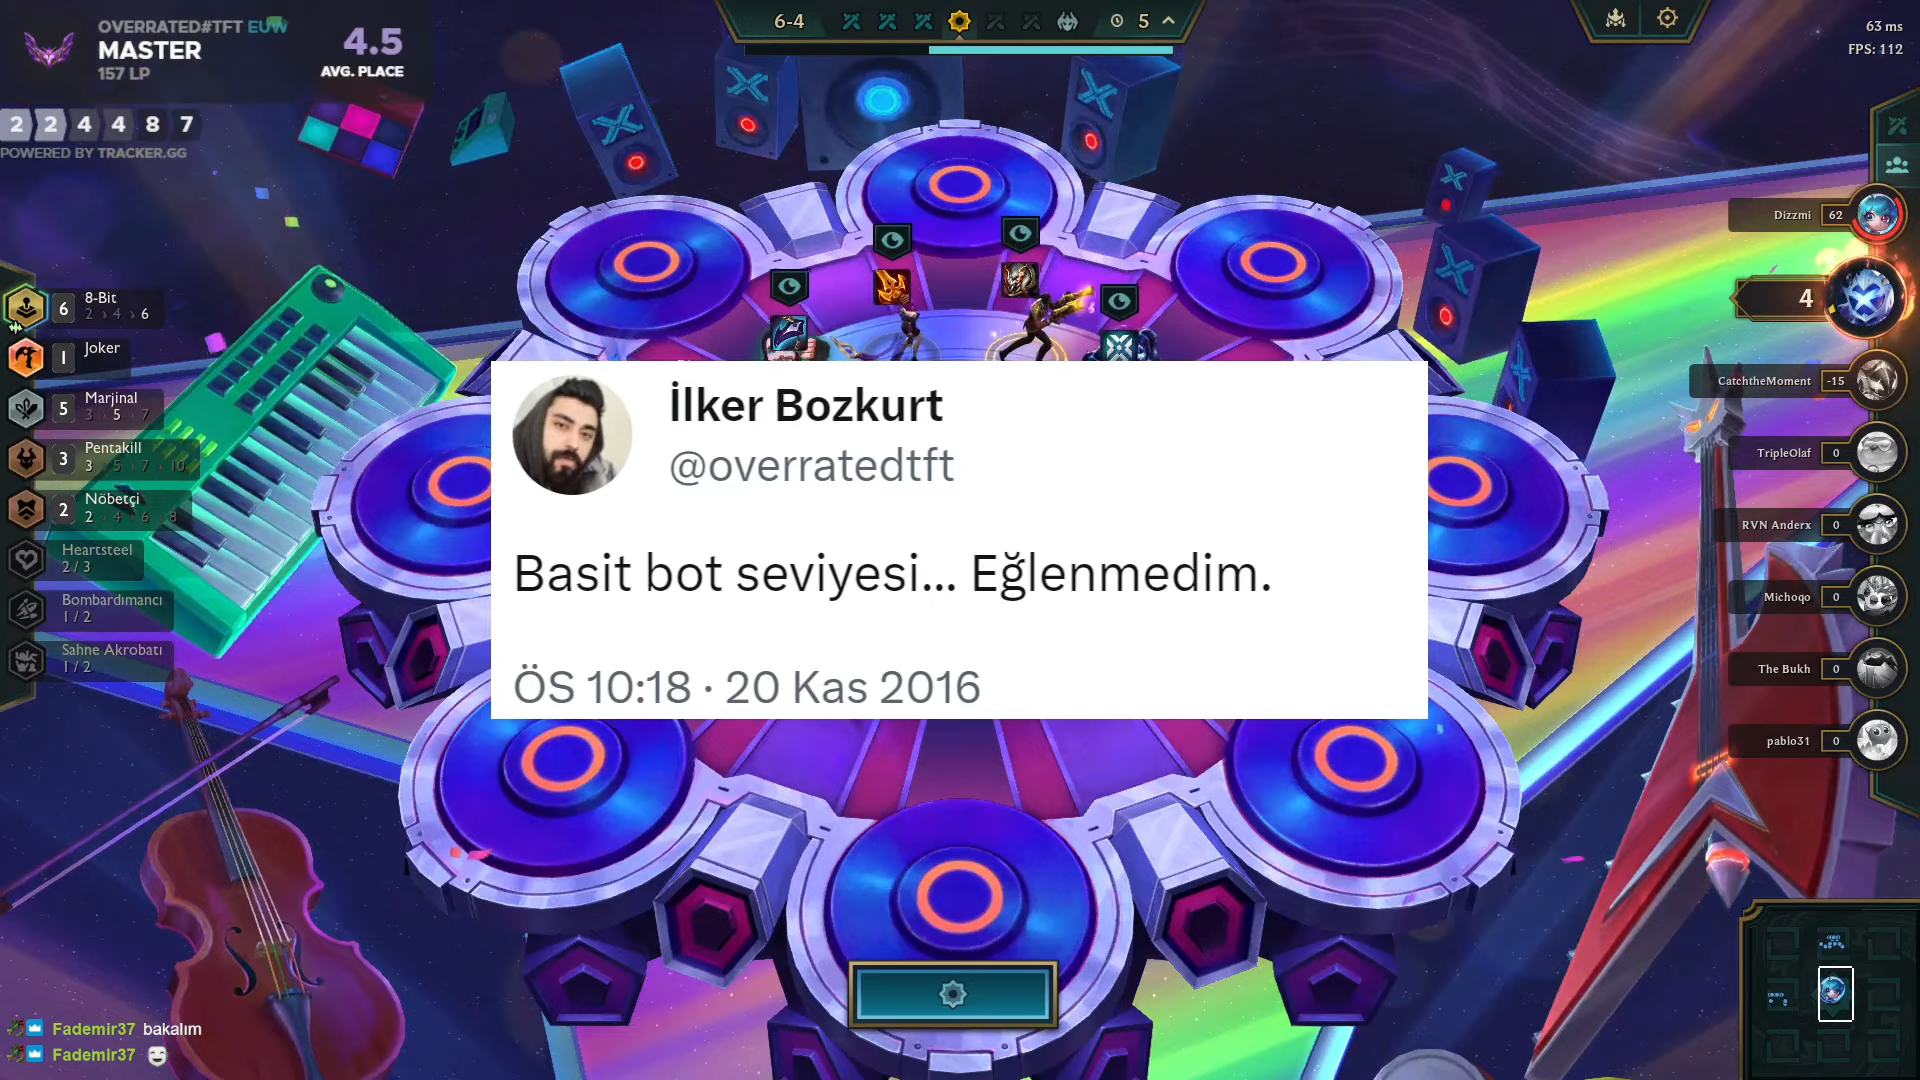 OVERRATED#TFT EUW
MASTER
157 LP
4.5
AVG. PLACE
2 2 4 4 8 7
POWERED BY TRACKER.GG
6-4
5
63 ms
FPS: 112
6 8-Bit
2 › 4 › 6
1 Joker
5 Marjinal
3 › 5 › 7
3 Pentakill
3 › 5 › 7 › 10
2 Nöbetçi
2 › 4 › 6 › 8
Heartsteel
2 / 3
Bombardımancı
1 / 2
Sahne Akrobatı
1 / 2
İlker Bozkurt
@overratedtft
Basit bot seviyesi... Eğlenmedim.
ÖS 10:18 · 20 Kas 2016
Dizzmi 62
4
CatchtheMoment -15
TripleOlaf 0
RVN Anderx 0
Michoqo 0
The Bukh 0
pablo31 0
Fademir37 bakalım
Fademir37